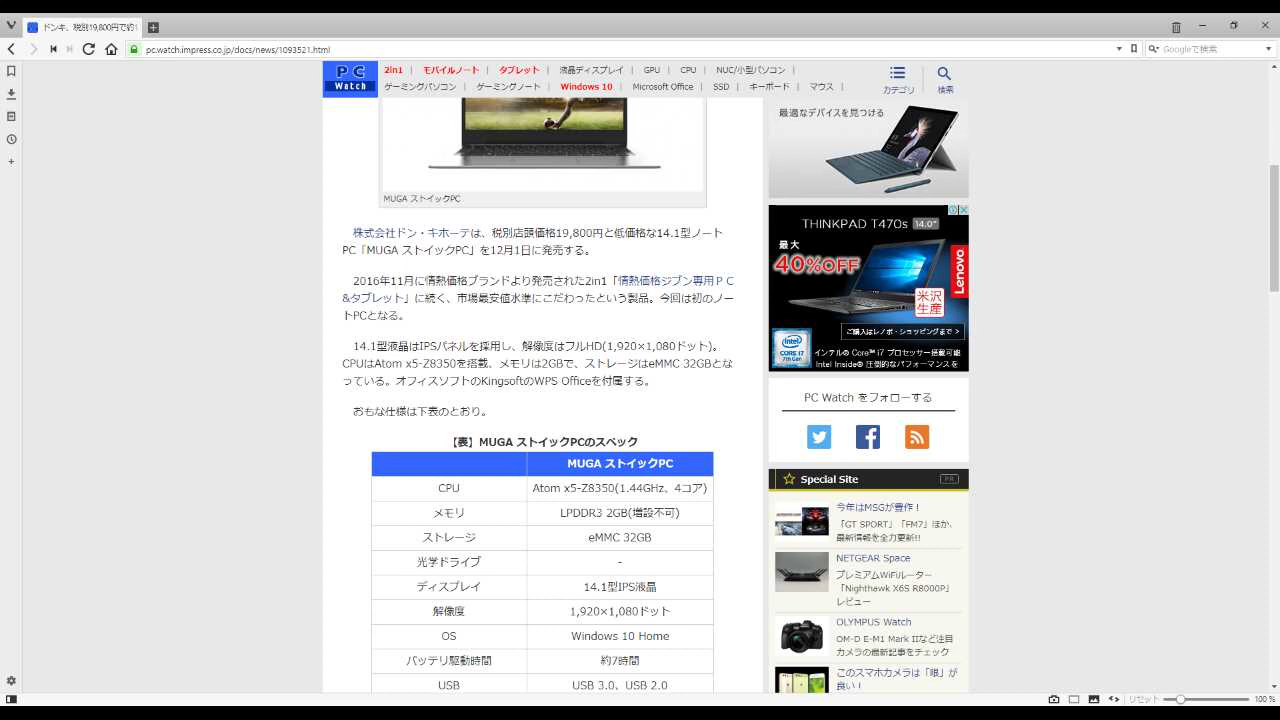 ドンキ、税別19,800円で約1
pc.watch.impress.co.jp/docs/news/1093521.html
Googleで検索
PC
Watch
2in1 | モバイルノート | タブレット | 液晶ディスプレイ | GPU | CPU | NUC/小型パソコン |
ゲーミングパソコン | ゲーミングノート | Windows 10 | Microsoft Office | SSD | キーボード | マウス |
カテゴリ
検索
MUGA ストイックPC
株式会社ドン・キホーテは、税別店頭価格19,800円と低価格な14.1型ノート
PC「MUGA ストイックPC」を12月1日に発売する。
2016年11月に情熱価格ブランドより発売された2in1「情熱価格ジブン専用ＰＣ
&タブレット」に続く、市場最安値水準にこだわったという製品。今回は初のノー
トPCとなる。
14.1型液晶はIPSパネルを採用し、解像度はフルHD(1,920×1,080ドット)。
CPUはAtom x5-Z8350を搭載、メモリは2GBで、ストレージはeMMC 32GBとな
っている。オフィスソフトのKingsoftのWPS Officeを付属する。
おもな仕様は下表のとおり。
【表】MUGA ストイックPCのスペック
MUGA ストイックPC
CPU Atom x5-Z8350(1.44GHz、4コア)
メモリ LPDDR3 2GB(増設不可)
ストレージ eMMC 32GB
光学ドライブ -
ディスプレイ 14.1型IPS液晶
解像度 1,920×1,080ドット
OS Windows 10 Home
バッテリ駆動時間 約7時間
USB USB 3.0、USB 2.0
最適なデバイスを見つける
THINKPAD T470s 14.0"
最大
40%OFF
Lenovo
米沢
生産
ご購入はレノボ・ショッピングまで >
intel
CORE i7
7th Gen
インテル® Core™ i7 プロセッサー搭載可能
Intel Inside® 圧倒的なパフォーマンスを
PC Watch をフォローする
Special Site
PR
今年はMSGが豊作！
「GT SPORT」「FM7」ほか、
最新情報を全力更新!!
NETGEAR Space
プレミアムWiFiルーター
「Nighthawk X6S R8000P」
レビュー
OLYMPUS Watch
OM-D E-M1 Mark IIなど注目
カメラの最新記事をチェック
このスマホカメラは「眼」が
良い！
リセット
100 %